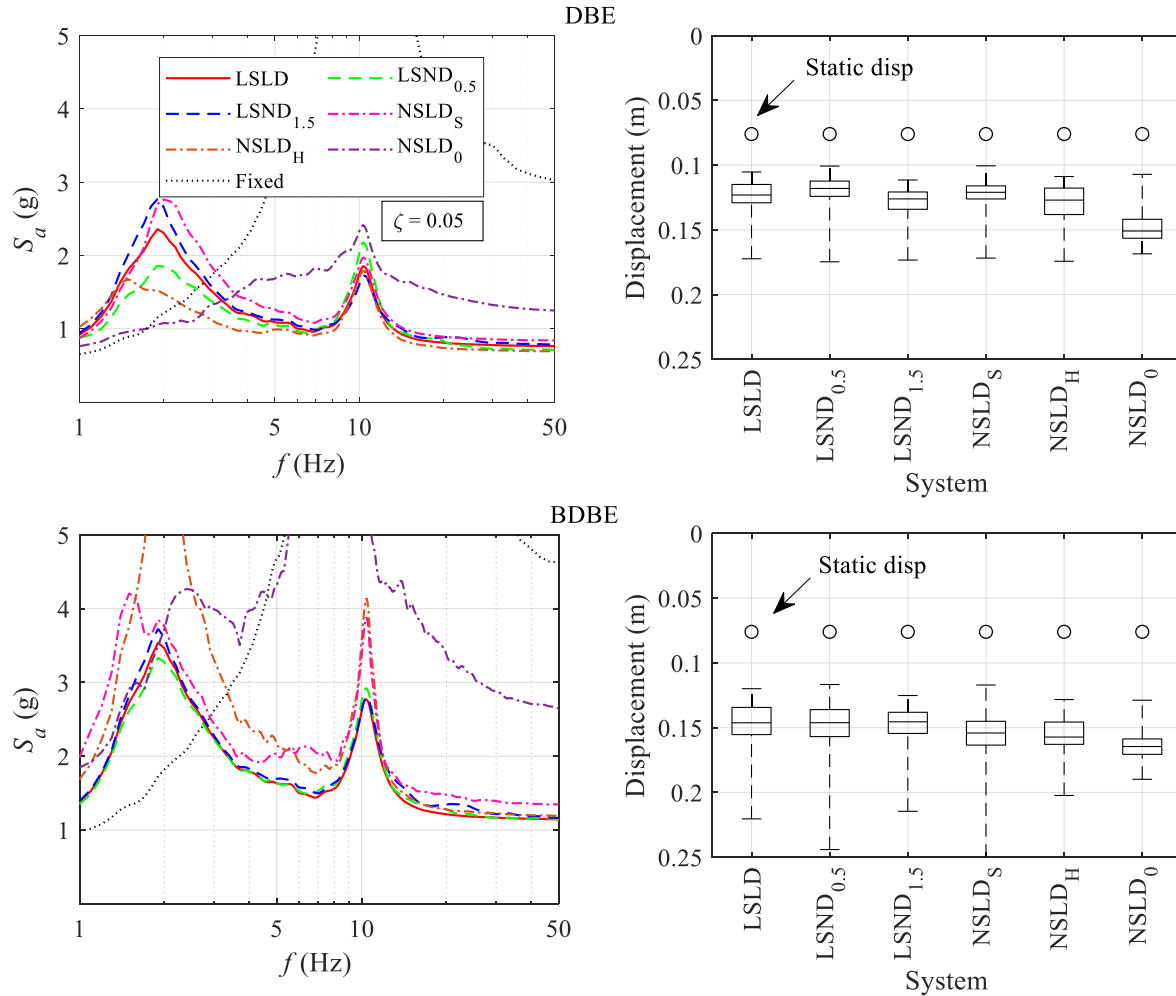 DBE
5
4
3
2
1
S_a (g)
LSLD
LSND_1.5
NSLD_H
Fixed
LSND_0.5
NSLD_S
NSLD_0
ζ = 0.05
1
2
5
10
20
50
f (Hz)
0
0.05
0.1
0.15
0.2
0.25
Displacement (m)
Static disp
LSLD
LSND_0.5
LSND_1.5
NSLD_S
NSLD_H
NSLD_0
System
BDBE
5
4
3
2
1
S_a (g)
1
2
5
10
20
50
f (Hz)
0
0.05
0.1
0.15
0.2
0.25
Displacement (m)
Static disp
LSLD
LSND_0.5
LSND_1.5
NSLD_S
NSLD_H
NSLD_0
System